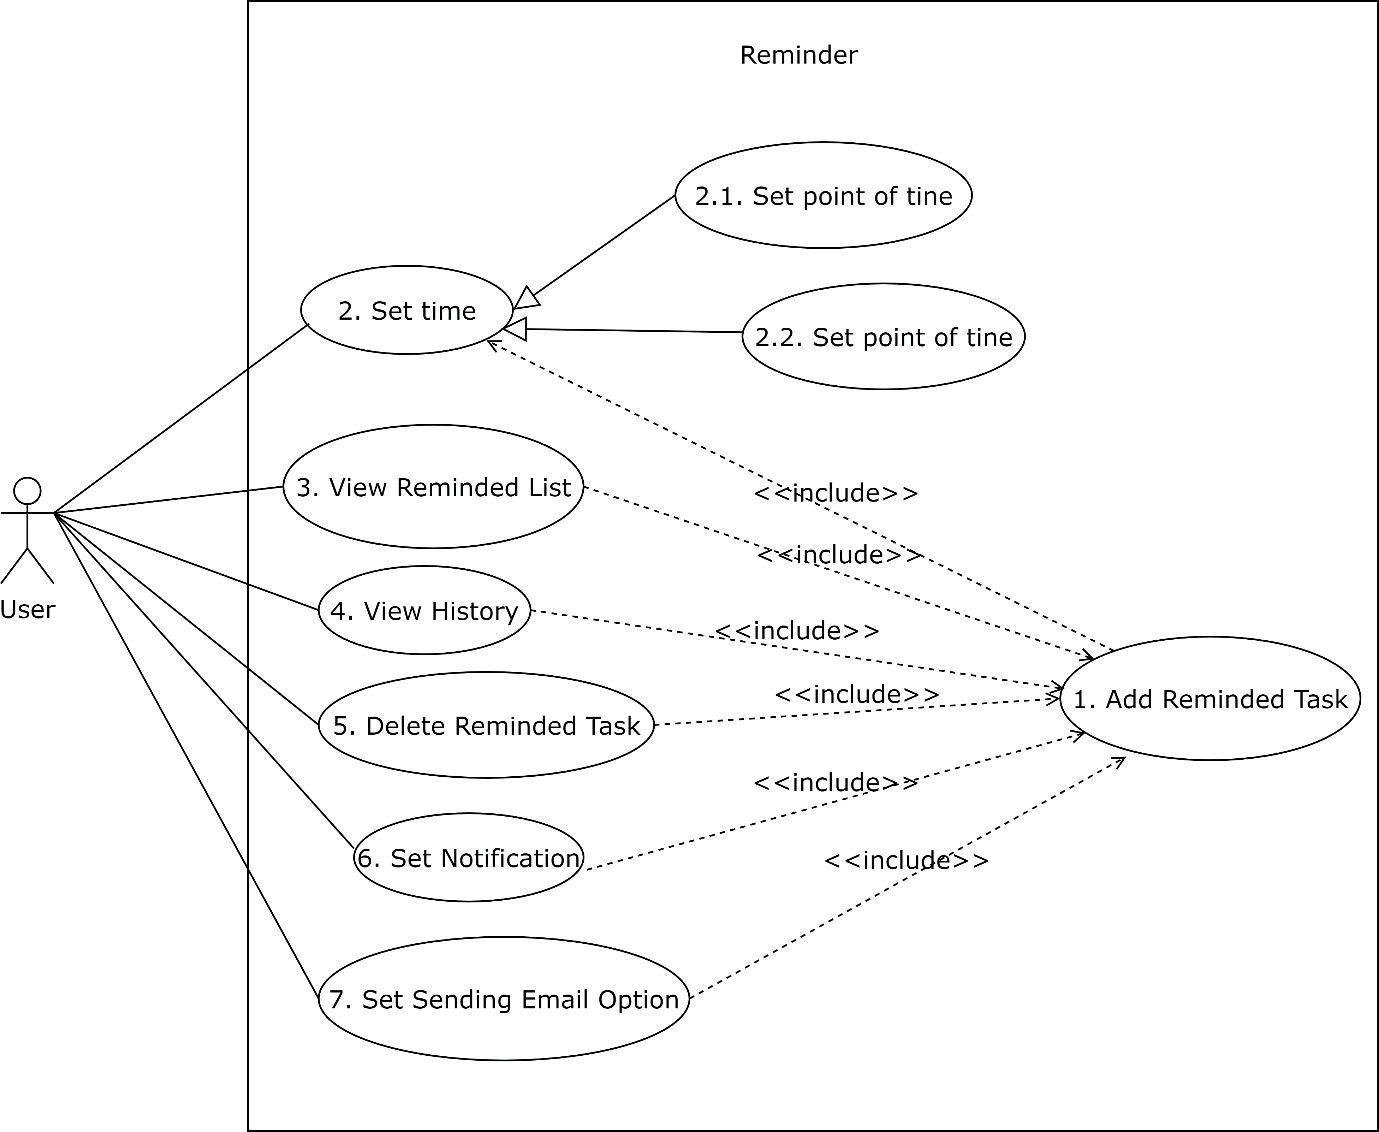 Reminder
2.1. Set point of tine
2. Set time
2.2. Set point of tine
3. View Reminded List
<<include>>
<<include>>
User
4. View History
<<include>>
<<include>>
1. Add Reminded Task
5. Delete Reminded Task
<<include>>
6. Set Notification
<<include>>
7. Set Sending Email Option